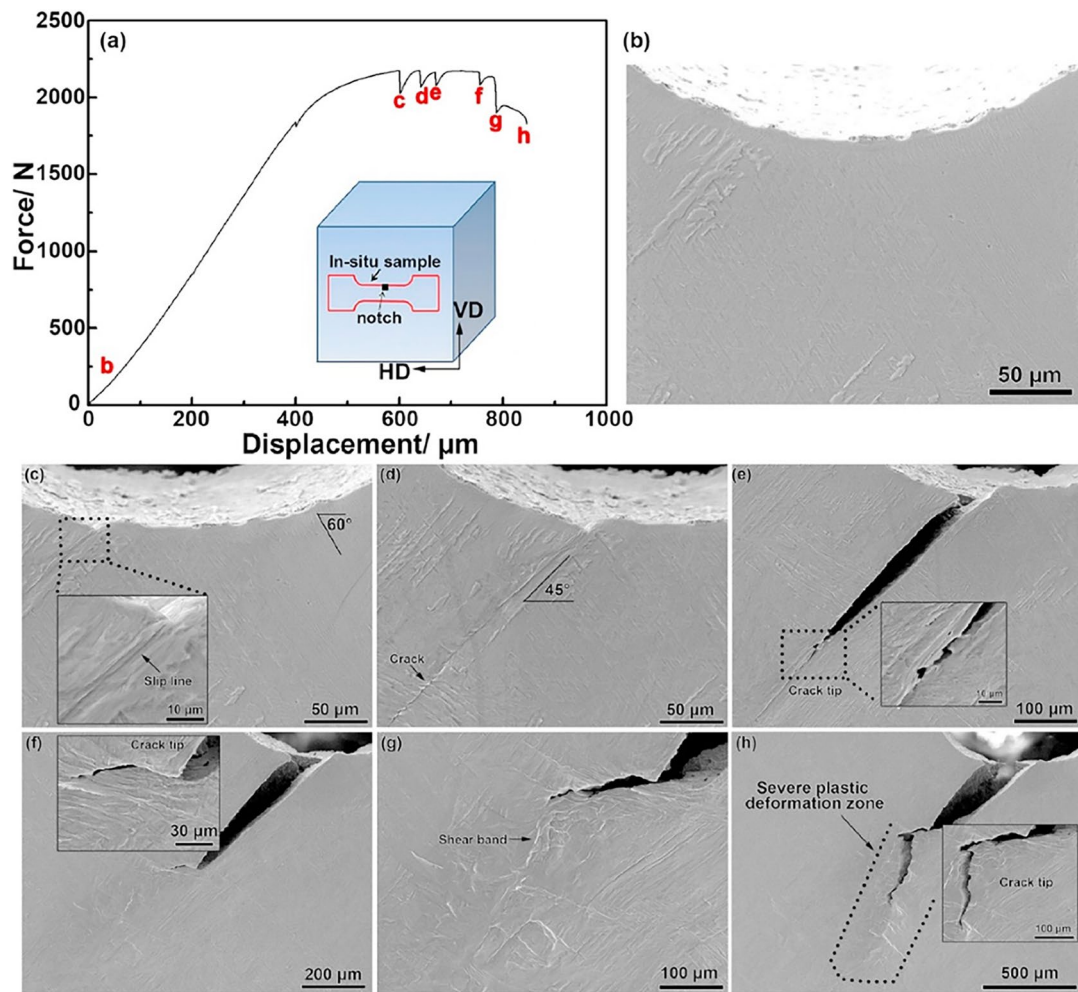 (a)
2500
2000
1500
1000
500
0
Force/ N
b
c
d
e
f
g
h
In-situ sample
notch
VD
HD
0
200
400
600
800
1000
Displacement/ μm
(b)
50 μm
(c)
60°
Slip line
10 μm
50 μm
(d)
45°
Crack
50 μm
(e)
Crack tip
10 μm
100 μm
(f)
Crack tip
30 μm
200 μm
(g)
Shear band
100 μm
(h)
Severe plastic
deformation zone
Crack tip
100 μm
500 μm